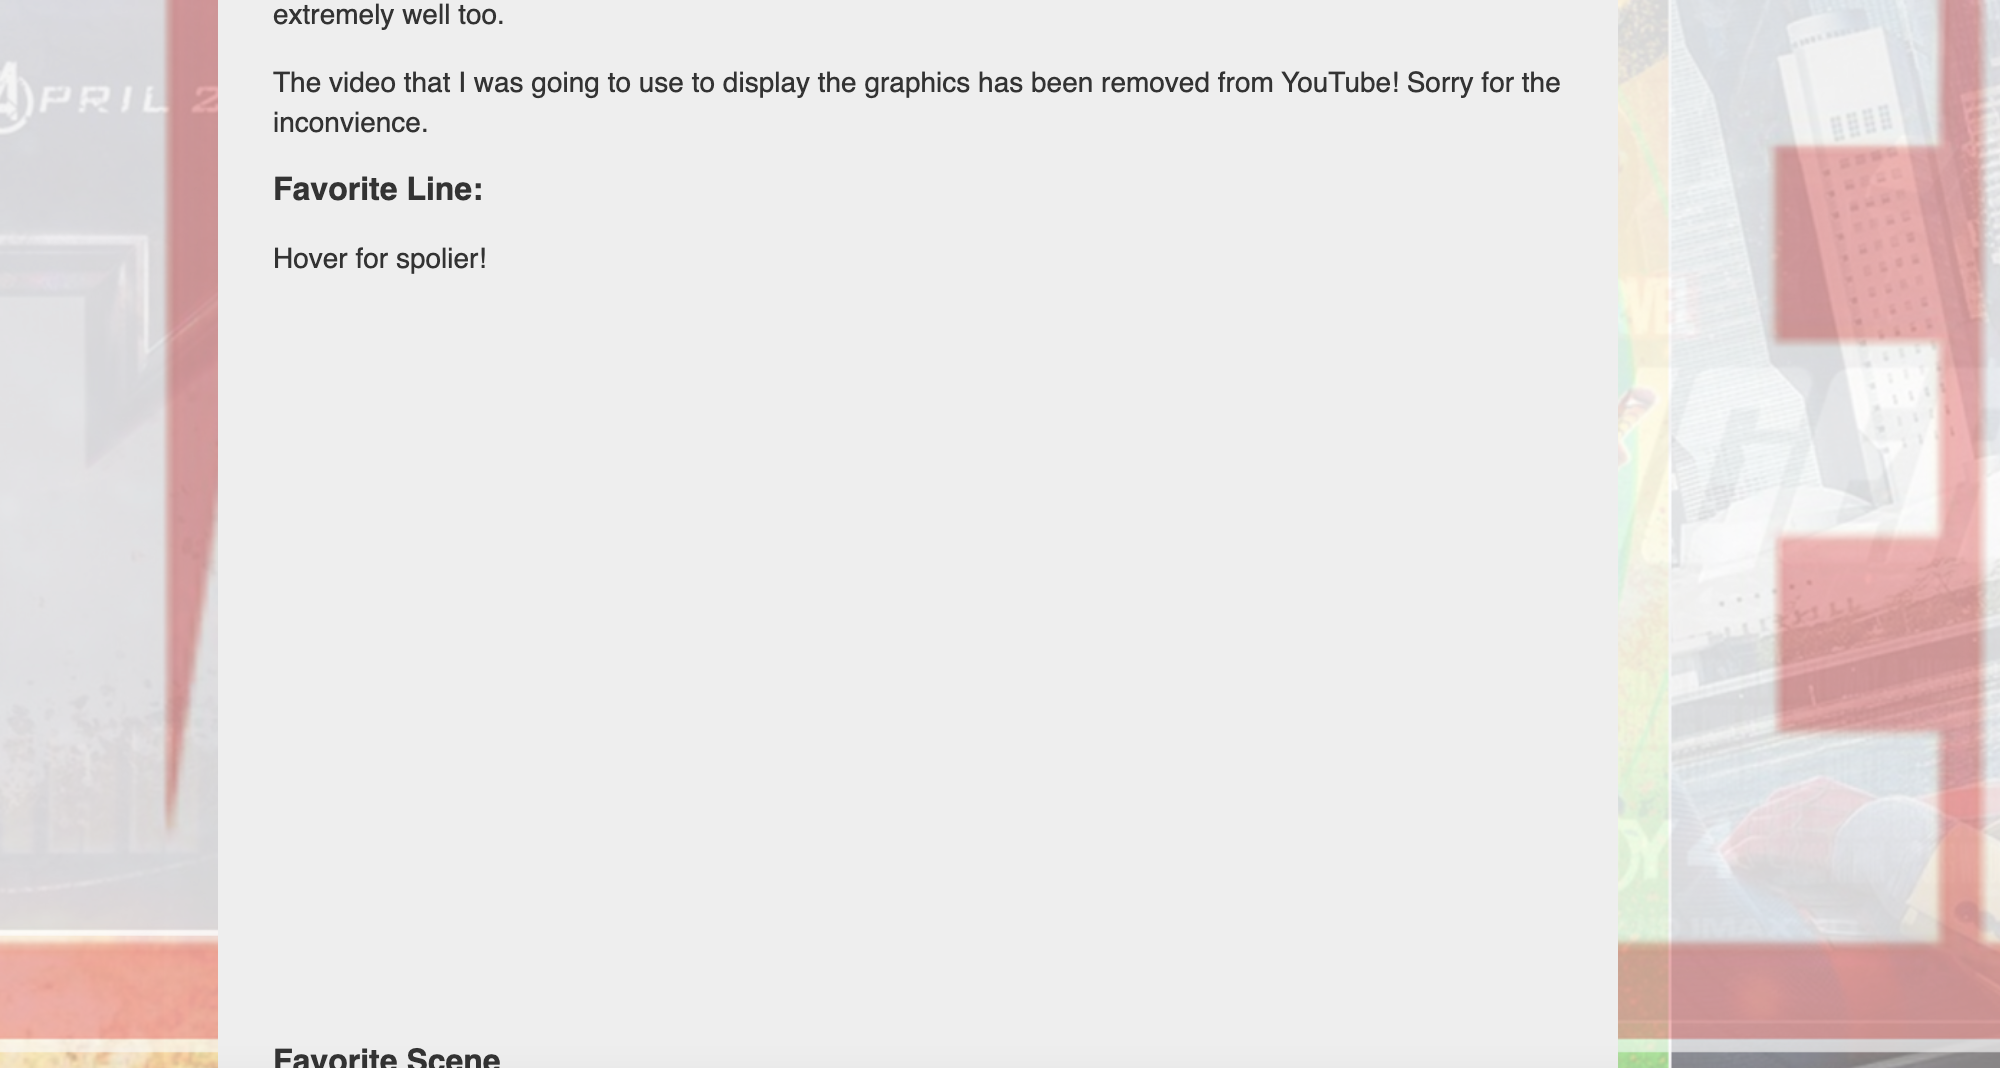 extremely well too.
The video that I was going to use to display the graphics has been removed from YouTube! Sorry for the
inconvience.
Favorite Line:
Hover for spolier!
Favorite Scene
APRIL 2
IMAX